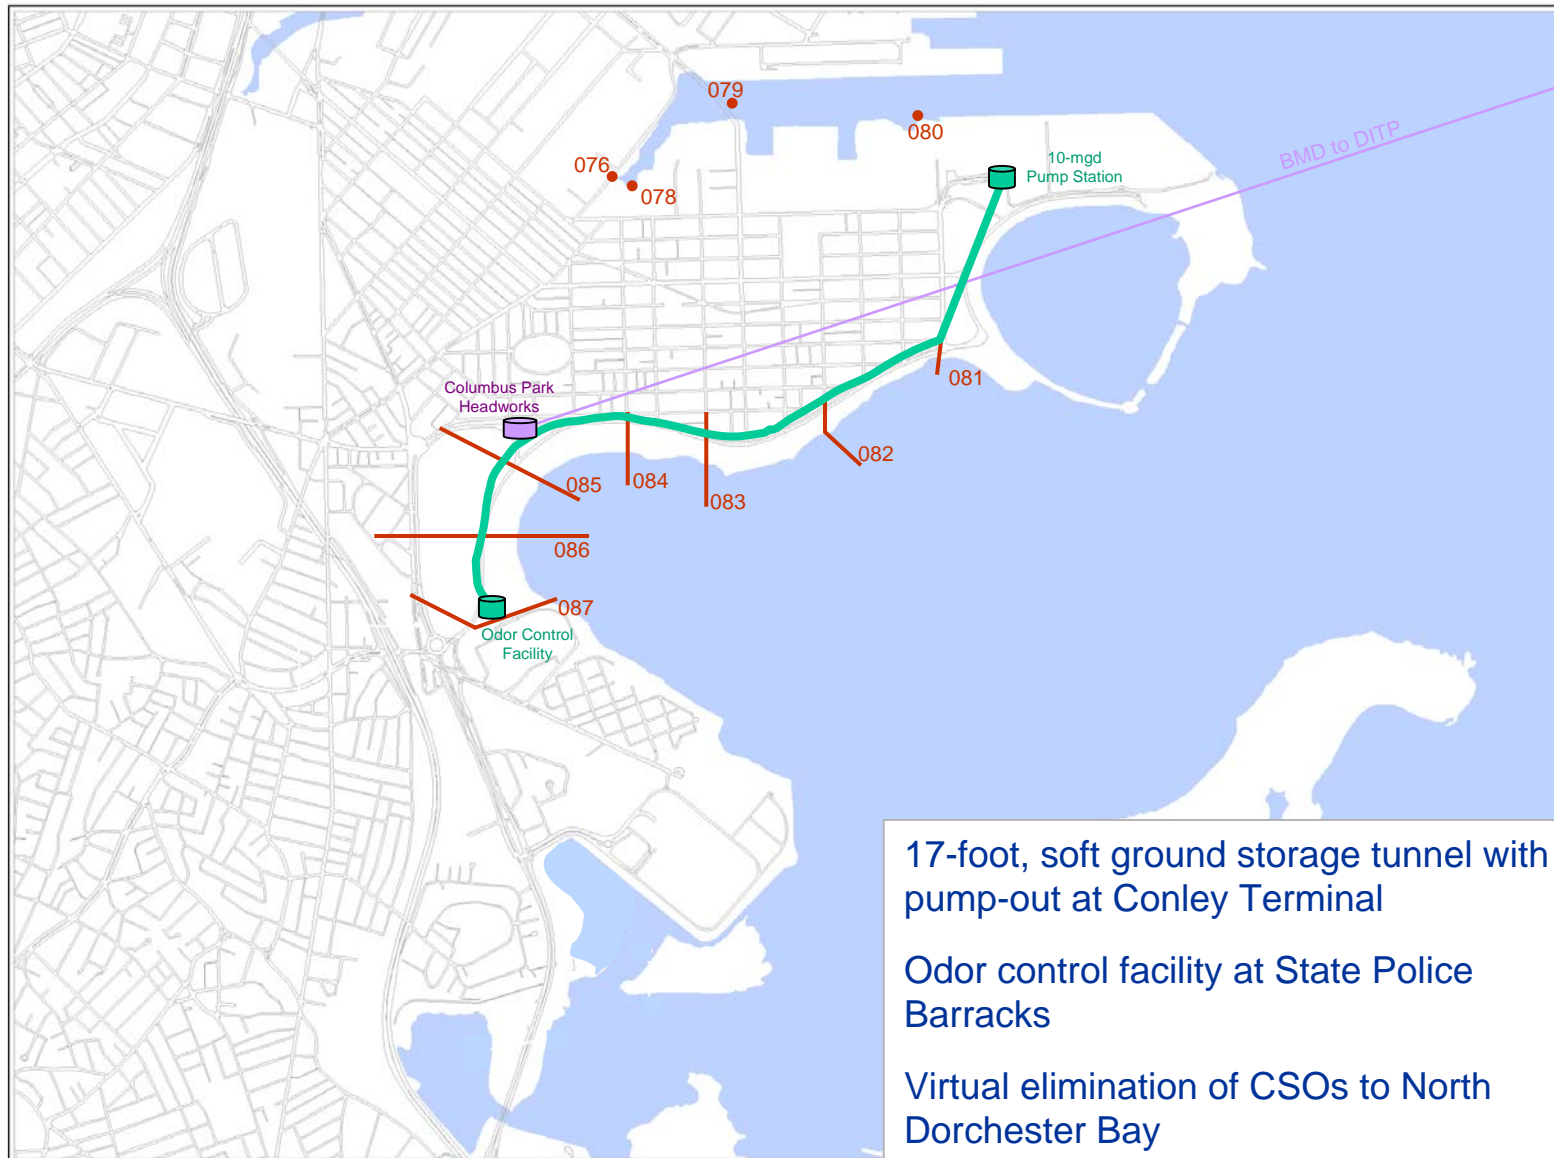 079
080
BMD to DITP
076
078
10-mgd
Pump Station
Columbus Park
Headworks
081
082
085
084
083
086
087
Odor Control
Facility
17-foot, soft ground storage tunnel with
pump-out at Conley Terminal
Odor control facility at State Police
Barracks
Virtual elimination of CSOs to North
Dorchester Bay